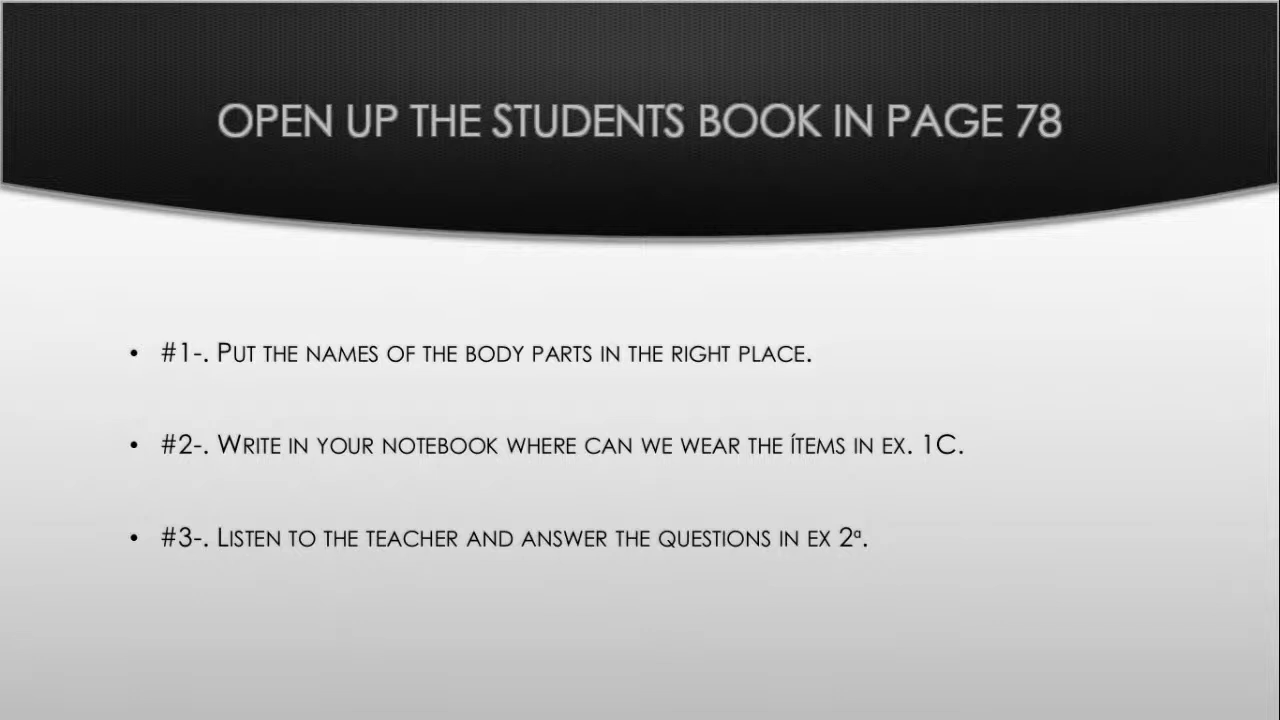 OPEN UP THE STUDENTS BOOK IN PAGE 78
• #1-. PUT THE NAMES OF THE BODY PARTS IN THE RIGHT PLACE.
• #2-. WRITE IN YOUR NOTEBOOK WHERE CAN WE WEAR THE ÍTEMS IN EX. 1C.
• #3-. LISTEN TO THE TEACHER AND ANSWER THE QUESTIONS IN EX 2ª.